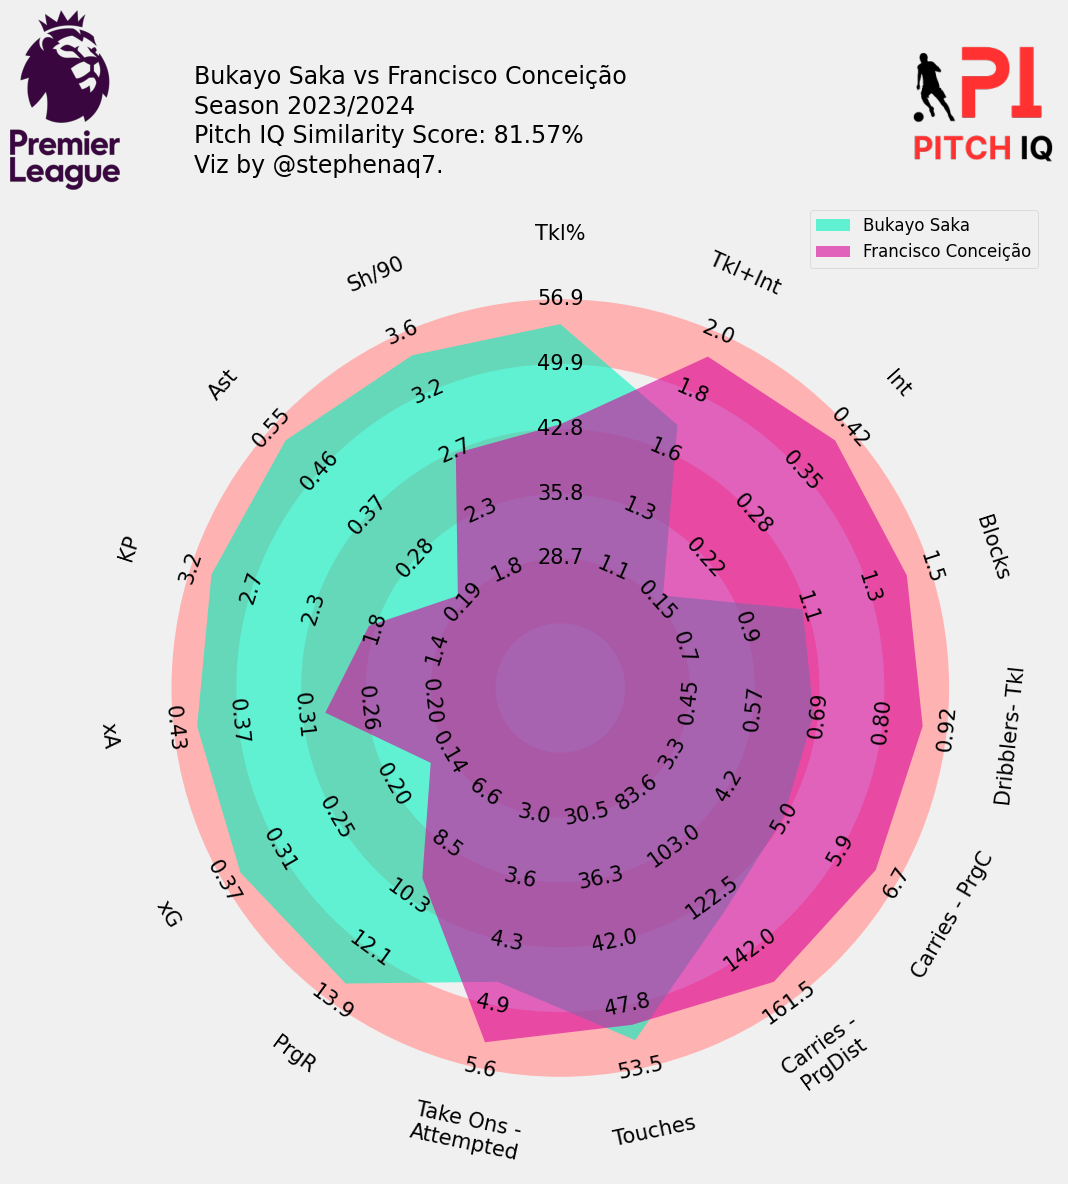 Premier
League
Bukayo Saka vs Francisco Conceição
Season 2023/2024
Pitch IQ Similarity Score: 81.57%
Viz by @stephenaq7.
PI
PITCH IQ
Bukayo Saka
Francisco Conceição
Tkl%
56.9
49.9
42.8
35.8
28.7
Tkl+Int
2.0
1.8
1.6
1.3
1.1
Int
0.42
0.35
0.28
0.22
0.15
Blocks
1.5
1.3
1.1
0.9
0.7
Dribblers- Tkl
0.92
0.80
0.69
0.57
0.45
Carries - PrgC
6.7
5.9
5.0
4.2
3.3
Carries -
PrgDist
161.5
142.0
122.5
103.0
83.6
Touches
53.5
47.8
42.0
36.3
30.5
Take Ons -
Attempted
5.6
4.9
4.3
3.6
3.0
PrgR
13.9
12.1
10.3
8.5
6.6
xG
0.37
0.31
0.25
0.20
0.14
xA
0.43
0.37
0.31
0.26
0.20
KP
3.2
2.7
2.3
1.8
1.4
Ast
0.55
0.46
0.37
0.28
0.19
Sh/90
3.6
3.2
2.7
2.3
1.8